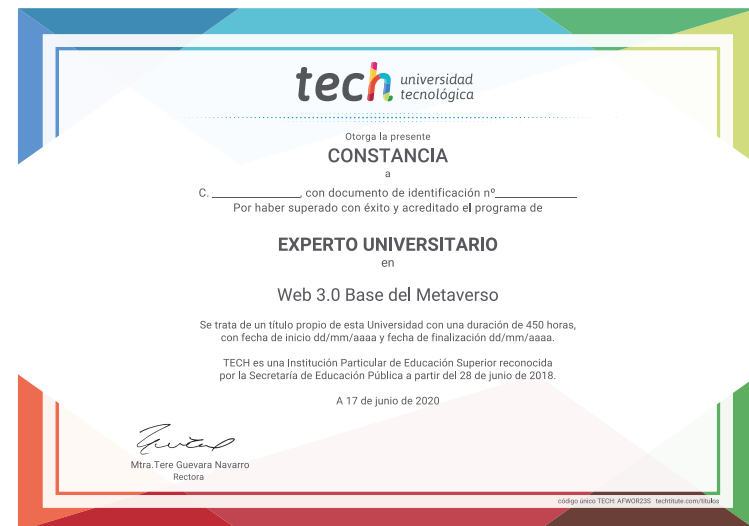 tech universidad
tecnológica
Otorga la presente
CONSTANCIA
a
C. ______________, con documento de identificación nº_____________
Por haber superado con éxito y acreditado el programa de
EXPERTO UNIVERSITARIO
en
Web 3.0 Base del Metaverso
Se trata de un título propio de esta Universidad con una duración de 450 horas,
con fecha de inicio dd/mm/aaaa y fecha de finalización dd/mm/aaaa.
TECH es una Institución Particular de Educación Superior reconocida
por la Secretaría de Educación Pública a partir del 28 de junio de 2018.
A 17 de junio de 2020
Mtra.Tere Guevara Navarro
Rectora
código único TECH: AFWOR23S techtitute.com/titulos